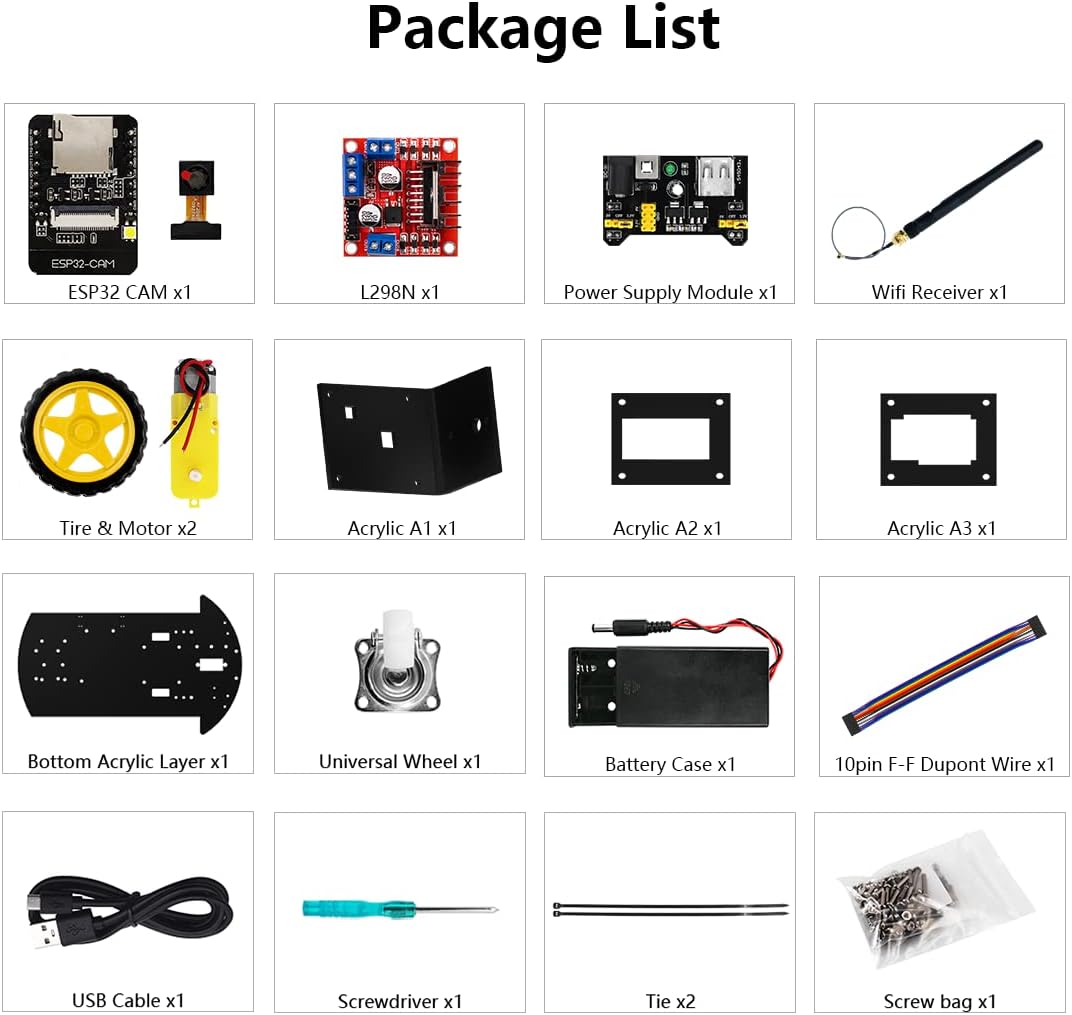 Package List
ESP32-CAM
ESP32 CAM x1
L298N x1
Power Supply Module x1
Wifi Receiver x1
Tire & Motor x2
Acrylic A1 x1
Acrylic A2 x1
Acrylic A3 x1
Bottom Acrylic Layer x1
Universal Wheel x1
Battery Case x1
10pin F-F Dupont Wire x1
USB Cable x1
Screwdriver x1
Tie x2
Screw bag x1